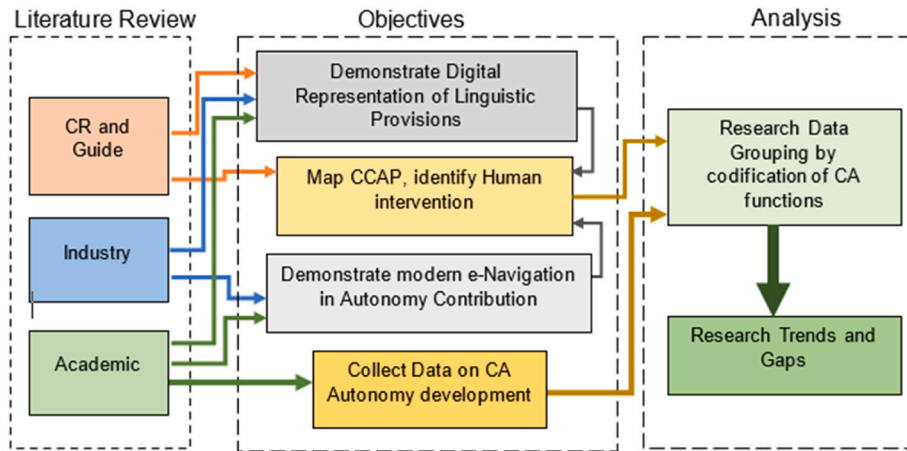 Literature Review
Objectives
Analysis
CR and
Guide
Industry
Academic
Demonstrate Digital
Representation of Linguistic
Provisions
Map CCAP, identify Human
intervention
Demonstrate modern e-Navigation
in Autonomy Contribution
Collect Data on CA
Autonomy development
Research Data
Grouping by
codification of CA
functions
Research Trends and
Gaps